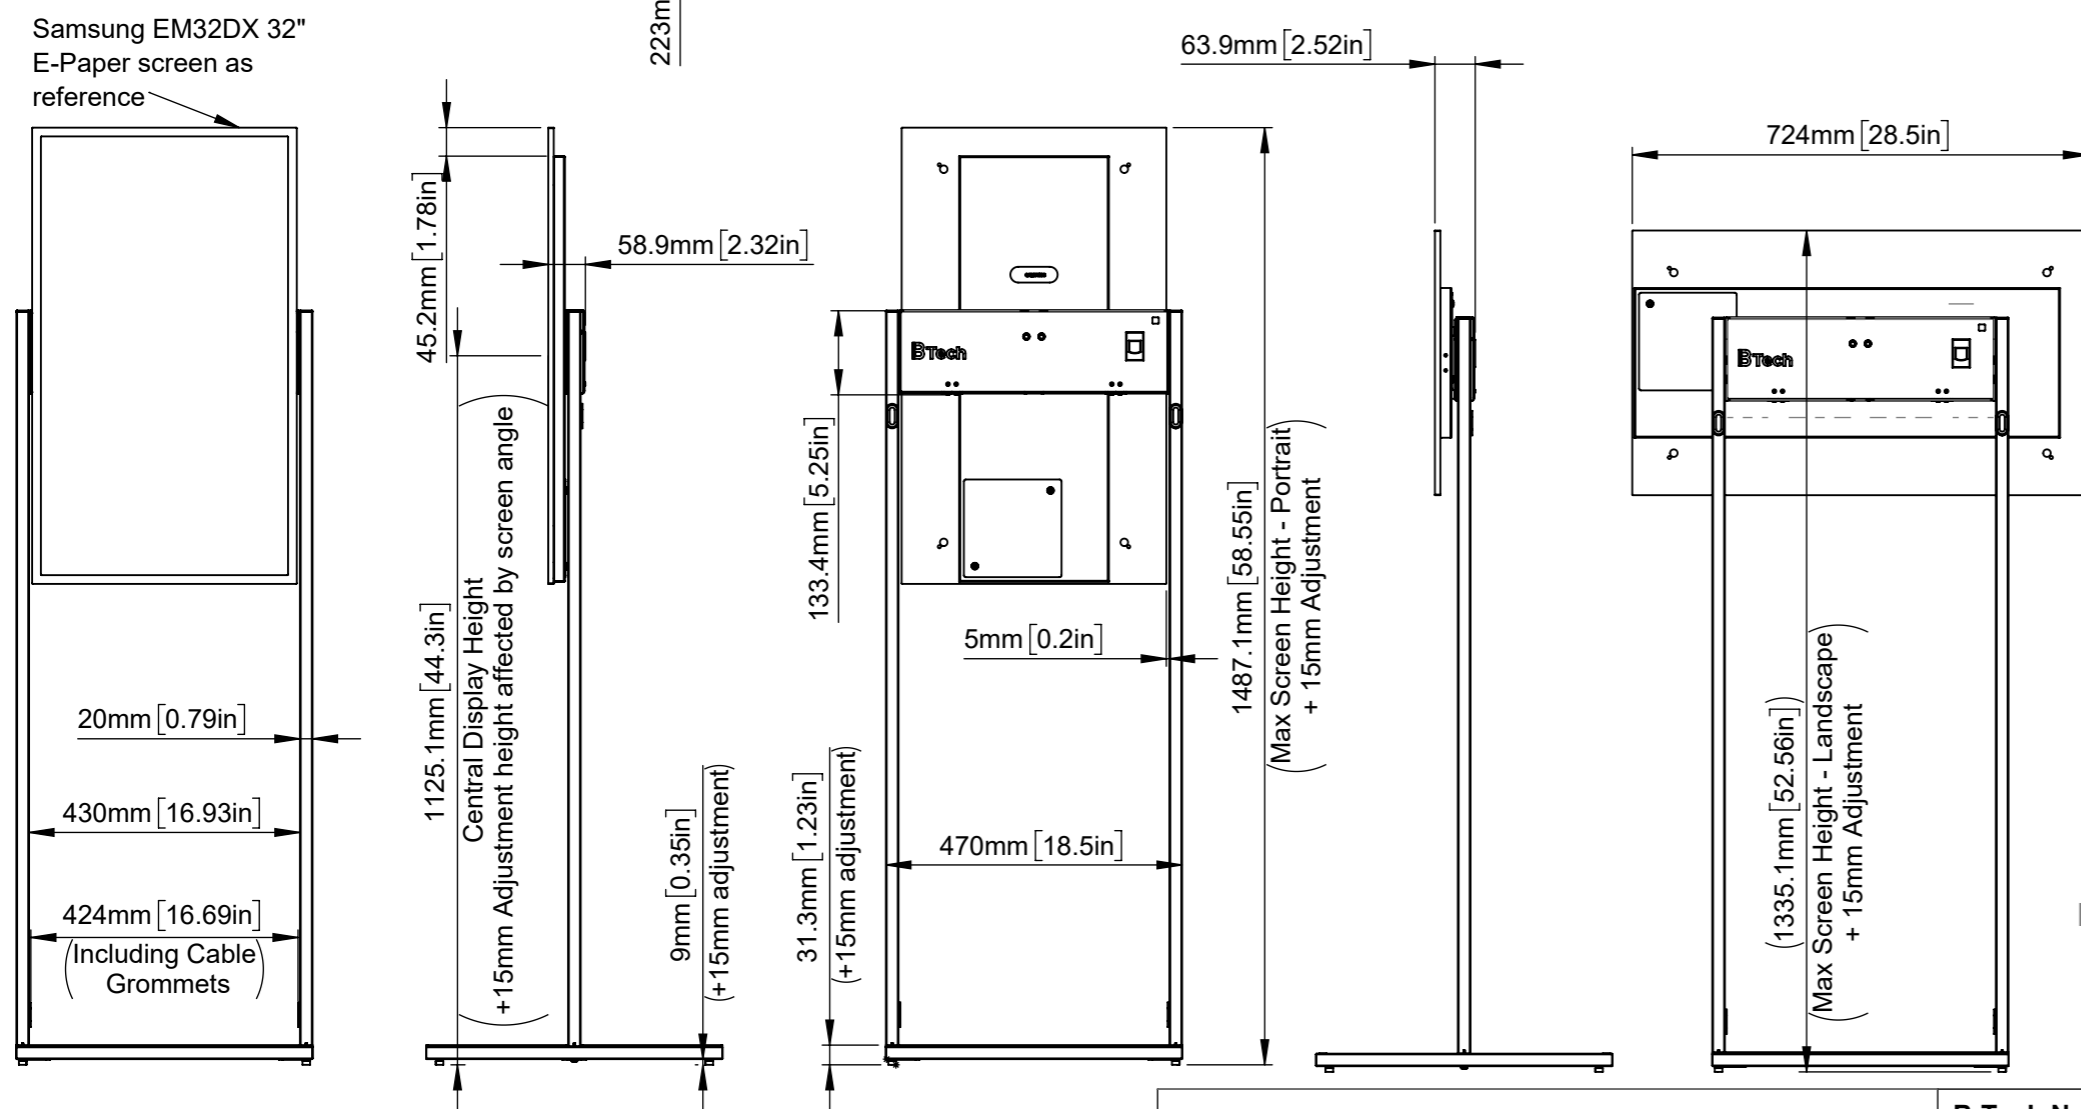 Samsung EM32DX 32"
E-Paper screen as
reference
223m
63.9mm [2.52in]
724mm [28.5in]
45.2mm [1.78in]
58.9mm [2.32in]
BTech
BTech
133.4mm [5.25in]
1125.1mm [44.3in]
(Central Display Height
+15mm Adjustment height affected by screen angle)
5mm [0.2in]
1487.1mm [58.55in]
(Max Screen Height - Portrait
+ 15mm Adjustment)
20mm [0.79in]
430mm [16.93in]
424mm [16.69in]
(Including Cable
Grommets)
9mm [0.35in]
(+15mm adjustment)
31.3mm [1.23in]
(+15mm adjustment)
470mm [18.5in]
(1335.1mm [52.56in])
(Max Screen Height - Landscape
+ 15mm Adjustment)